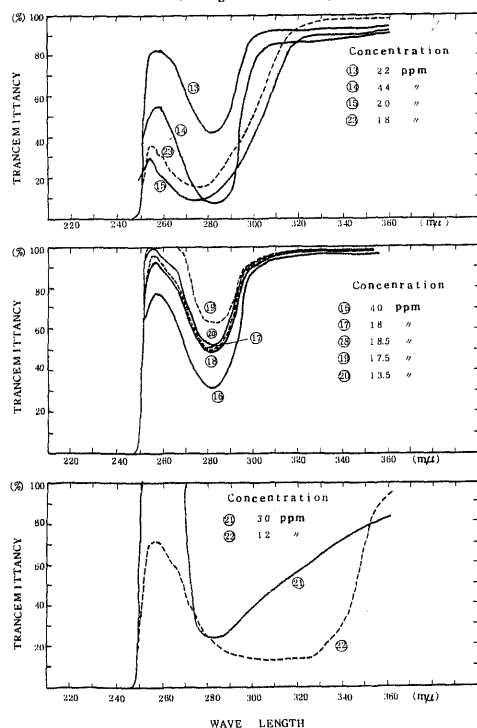 (%) 100
Concentration
⑬ 22 ppm
⑭ 44 〃
⑮ 20 〃
㉓ 18 〃
80
60
40
20
TRANCEMITTANCY
⑬
⑭
㉓
⑮
220 240 260 280 300 320 340 360 (mμ)
(%) 100
Concenration
⑯ 40 ppm
⑰ 18 〃
⑱ 18.5 〃
⑲ 17.5 〃
⑳ 13.5 〃
80
60
40
20
TRANCEMITTANCY
⑲
⑳
⑰
⑱
⑯
220 240 260 280 300 320 340 360 (mμ)
(%) 100
Concentration
㉑ 30 ppm
㉒ 12 〃
80
60
40
20
TRANCEMITTANCY
㉑
㉒
220 240 260 280 300 320 340 360 (mμ)
WAVE LENGTH